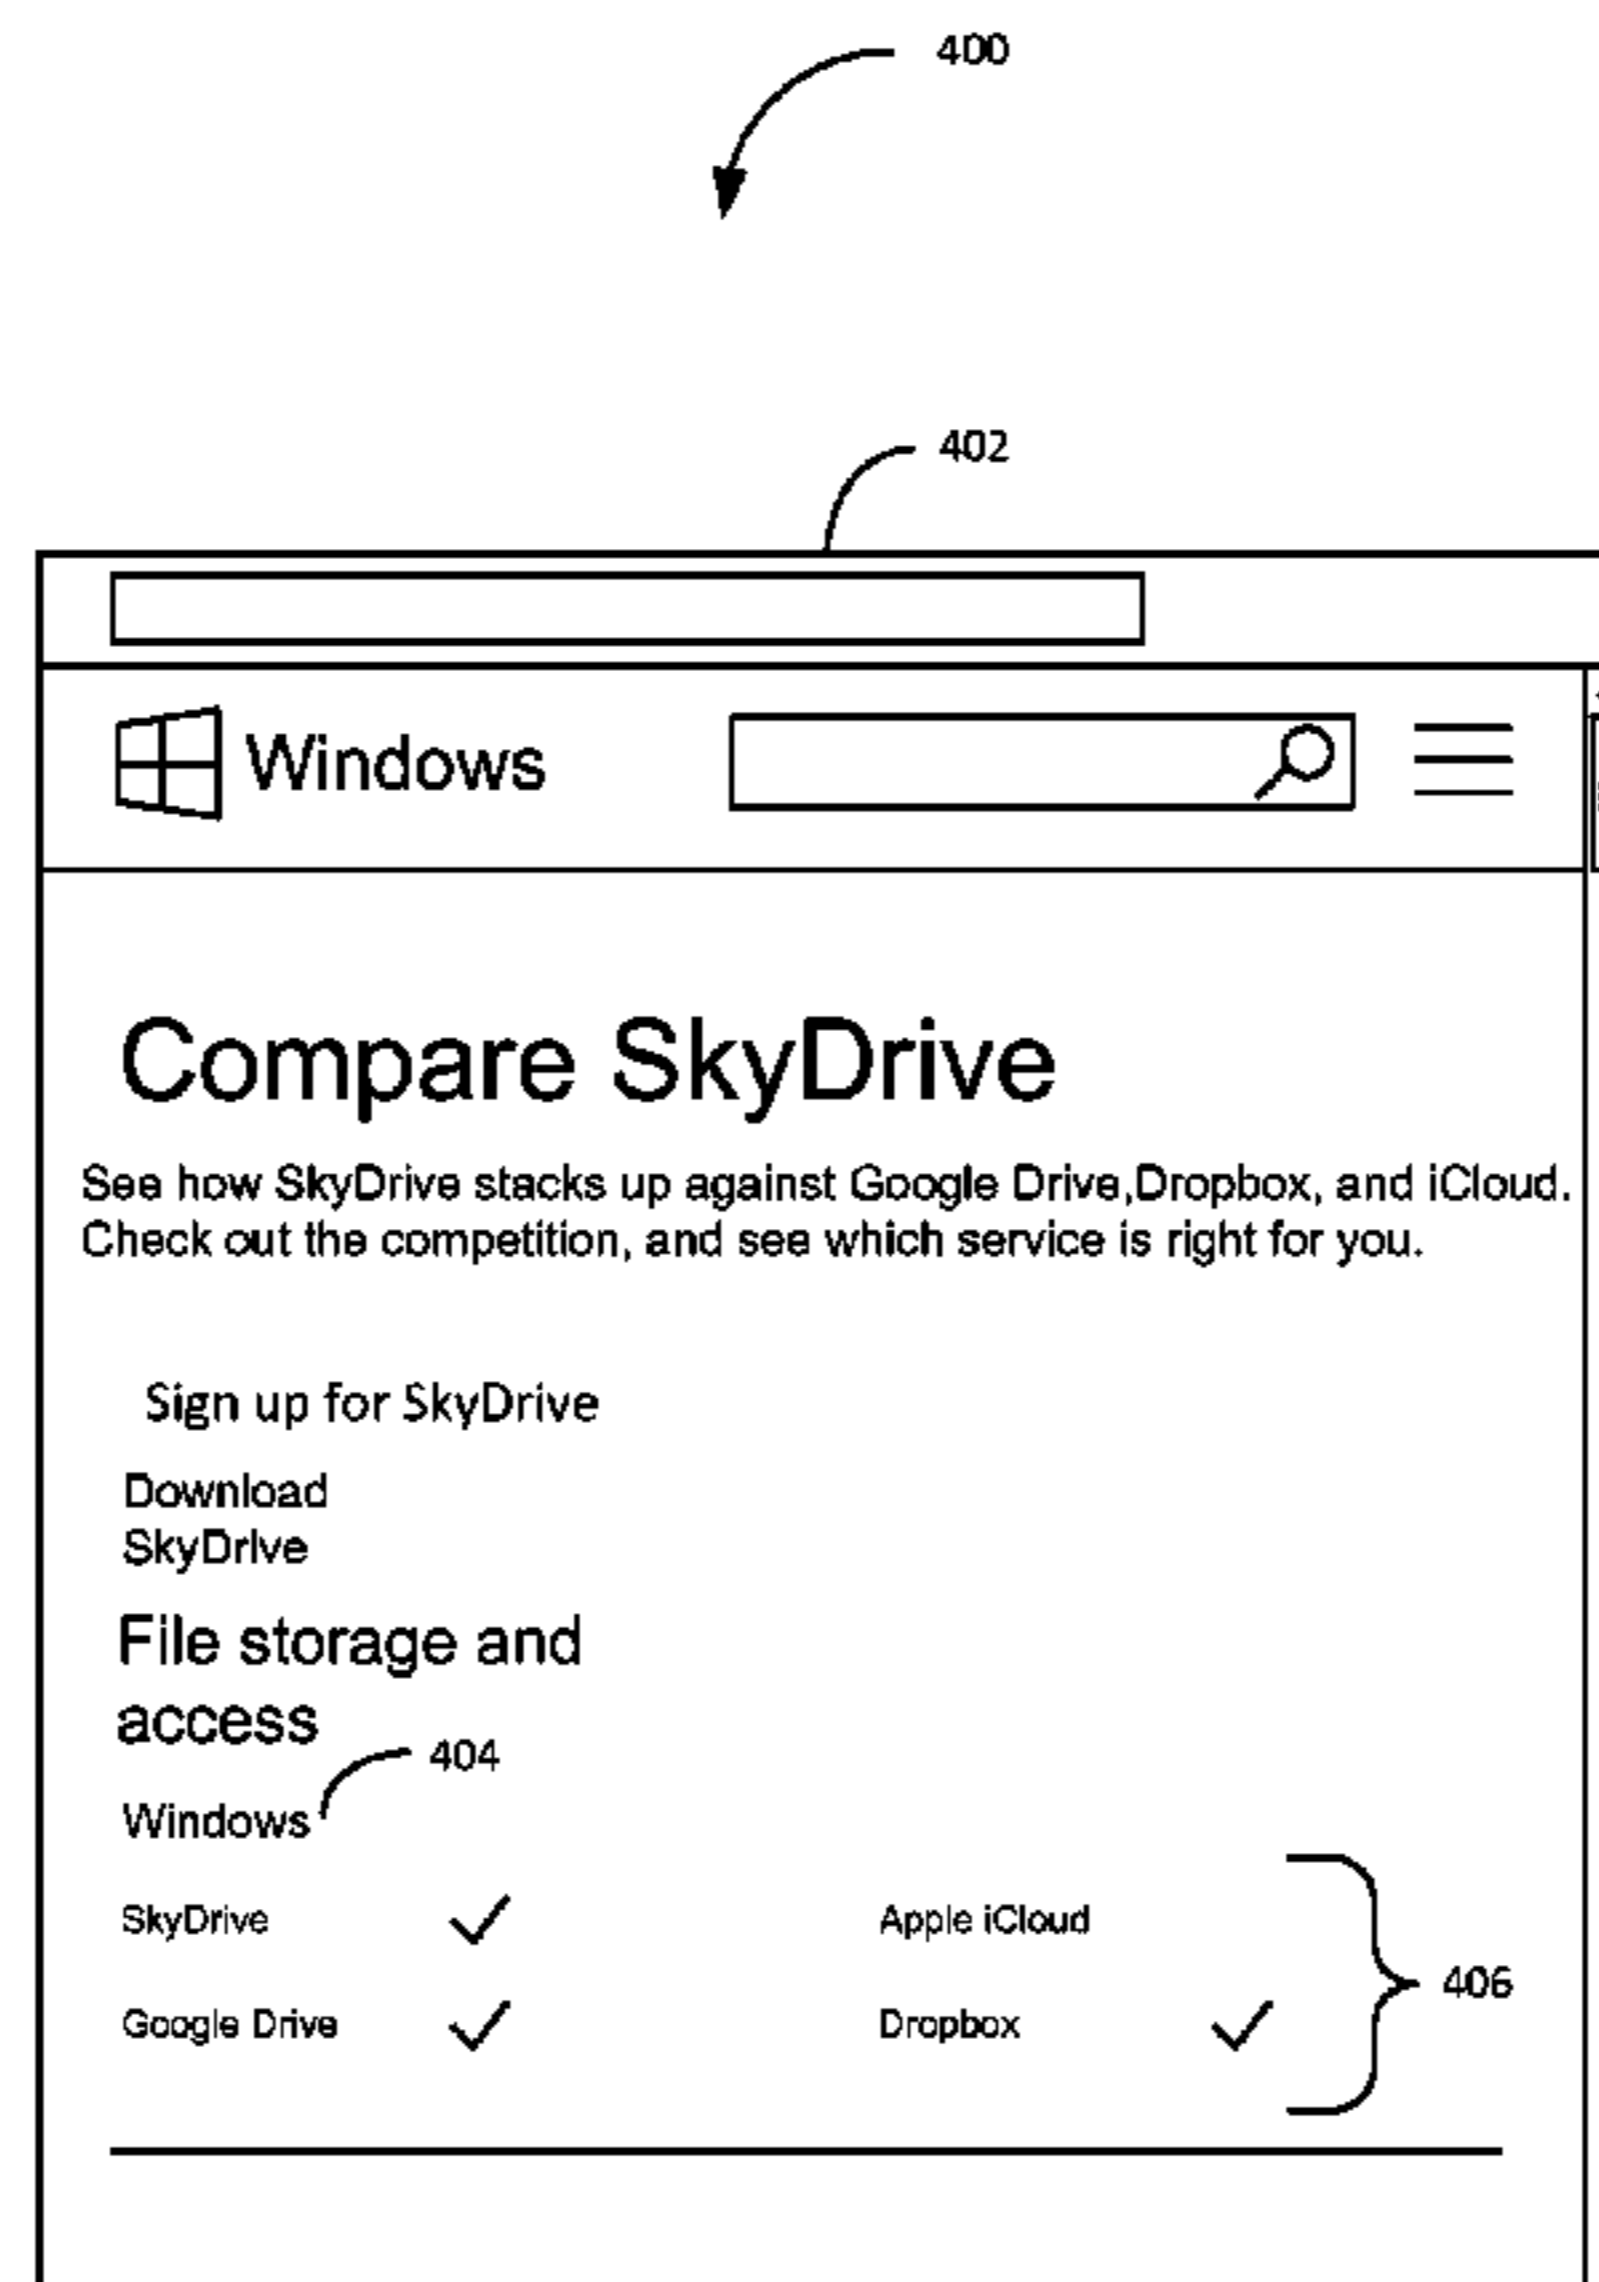 400
402
Windows
Compare SkyDrive
See how SkyDrive stacks up against Google Drive,Dropbox, and iCloud.
Check out the competition, and see which service is right for you.
Sign up for SkyDrive
Download
SkyDrive
File storage and
access
404
Windows
SkyDrive Apple iCloud
406
Google Drive Dropbox